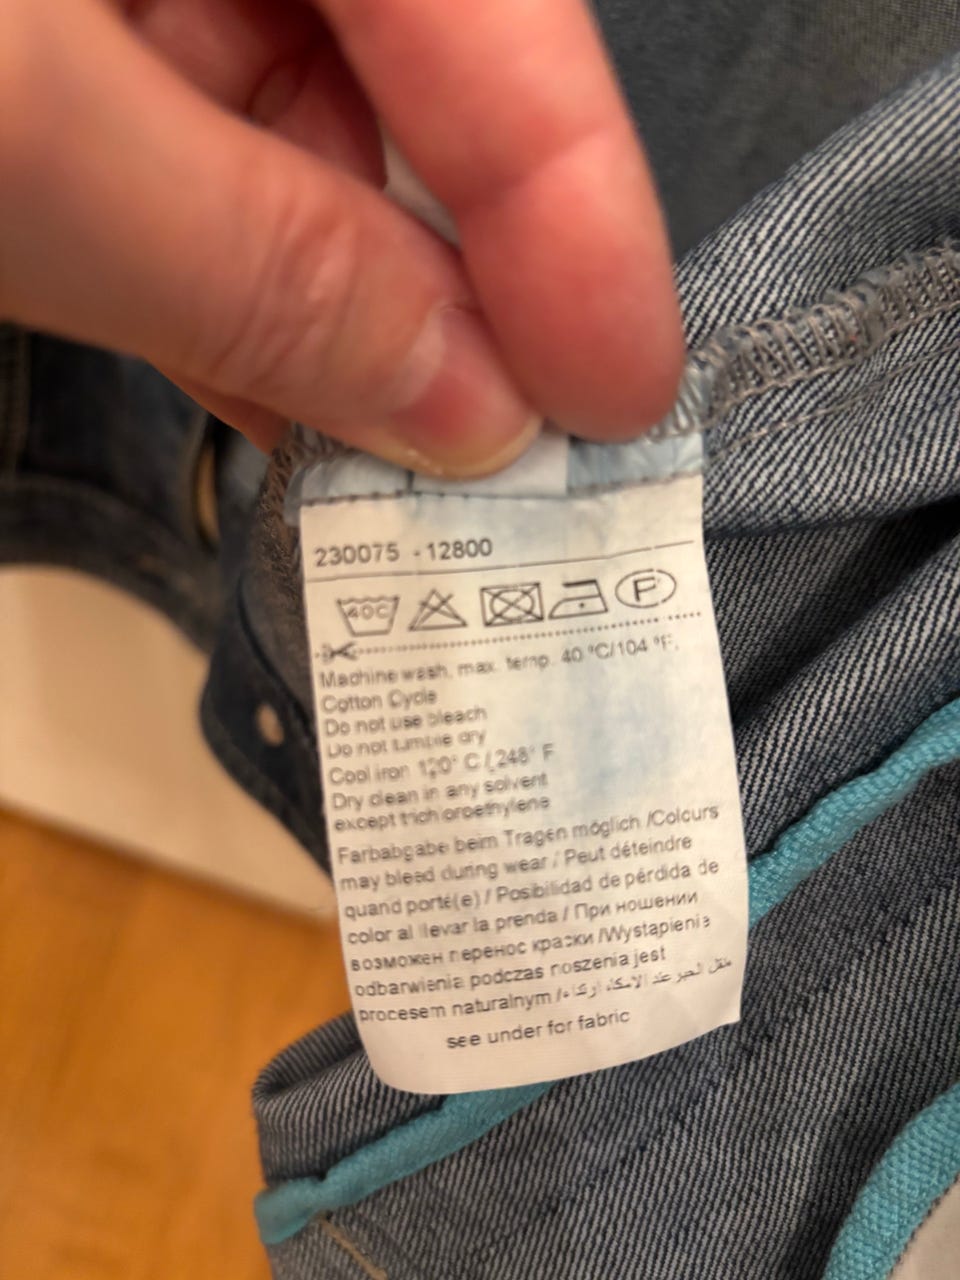 230075 - 12800
40C P
Machine wash, max. temp. 40 °C/104 °F,
Cotton Cycle
Do not use bleach
Do not tumble dry
Cool iron 120° C / 248° F
Dry clean in any solvent
except trichloroethylene
Farbabgabe beim Tragen möglich /Colours
may bleed during wear / Peut déteindre
quand porté(e) / Posibilidad de pérdida de
color al llevar la prenda / При ношении
возможен перенос краски /Wystąpienie
odbarwienia podczas noszenia jest
procesem naturalnym /
see under for fabric